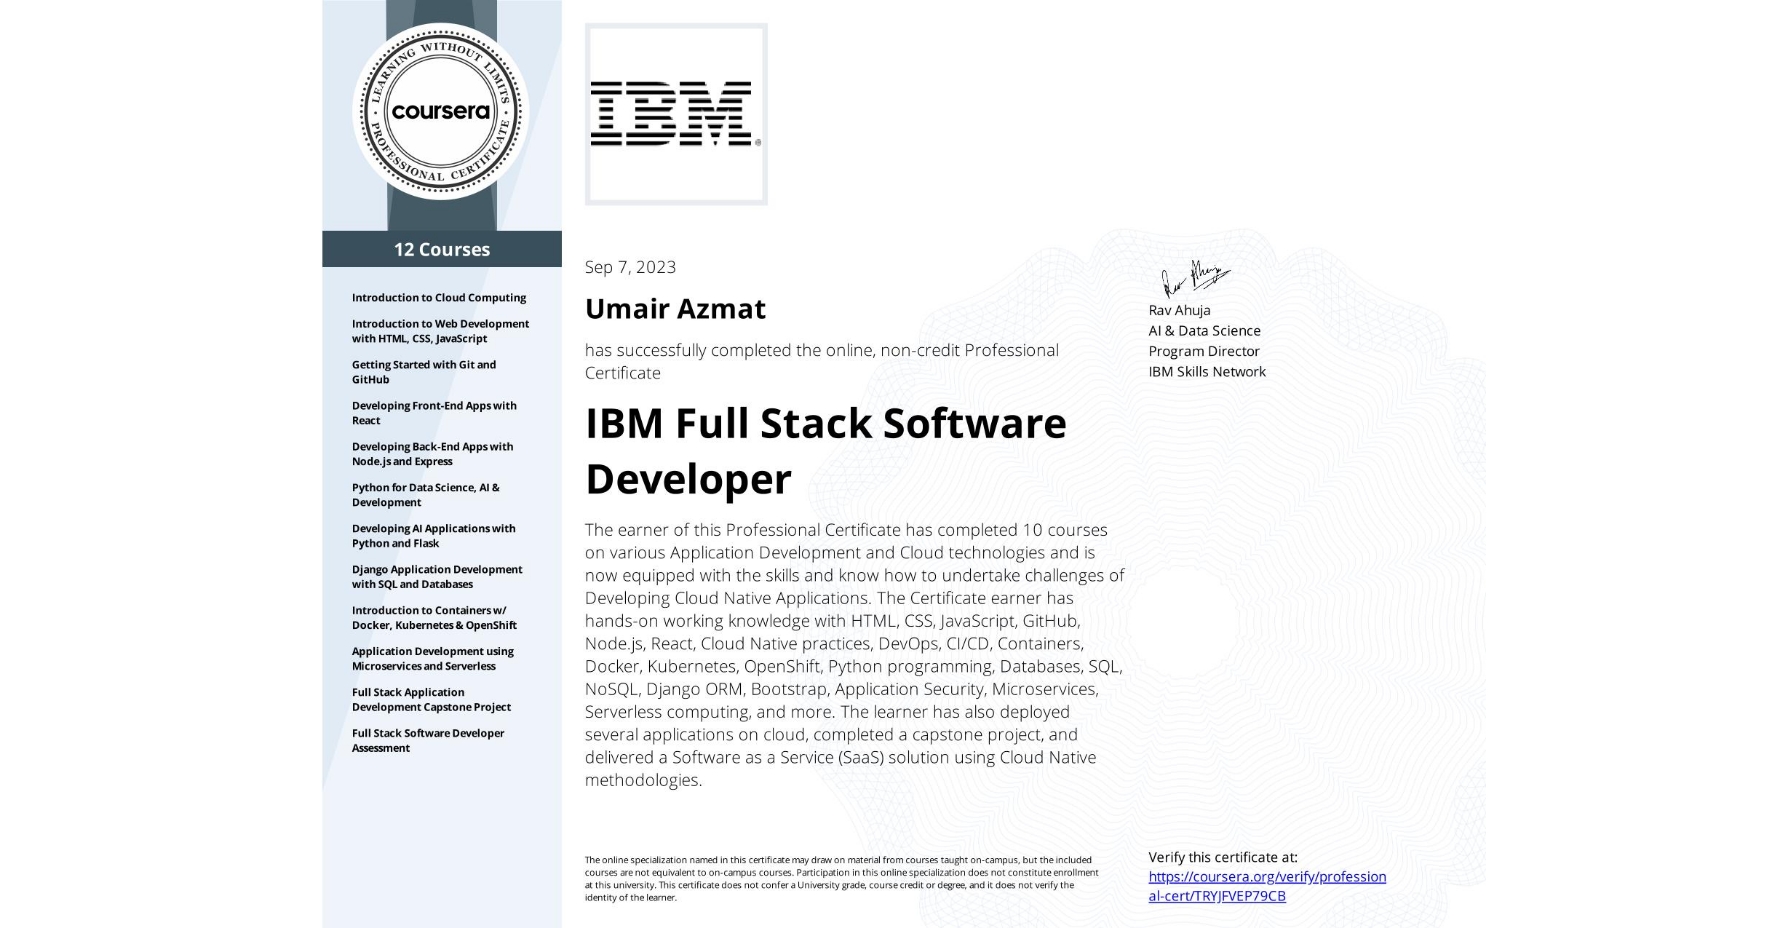 LEARNING WITHOUT LIMITS
coursera
PROFESSIONAL CERTIFICATE
12 Courses
Introduction to Cloud Computing
Introduction to Web Development
with HTML, CSS, JavaScript
Getting Started with Git and
GitHub
Developing Front-End Apps with
React
Developing Back-End Apps with
Node.js and Express
Python for Data Science, AI &
Development
Developing AI Applications with
Python and Flask
Django Application Development
with SQL and Databases
Introduction to Containers w/
Docker, Kubernetes & OpenShift
Application Development using
Microservices and Serverless
Full Stack Application
Development Capstone Project
Full Stack Software Developer
Assessment
IBM®
Sep 7, 2023
Umair Azmat
has successfully completed the online, non-credit Professional
Certificate
IBM Full Stack Software
Developer
The earner of this Professional Certificate has completed 10 courses
on various Application Development and Cloud technologies and is
now equipped with the skills and know how to undertake challenges of
Developing Cloud Native Applications. The Certificate earner has
hands-on working knowledge with HTML, CSS, JavaScript, GitHub,
Node.js, React, Cloud Native practices, DevOps, CI/CD, Containers,
Docker, Kubernetes, OpenShift, Python programming, Databases, SQL,
NoSQL, Django ORM, Bootstrap, Application Security, Microservices,
Serverless computing, and more. The learner has also deployed
several applications on cloud, completed a capstone project, and
delivered a Software as a Service (SaaS) solution using Cloud Native
methodologies.
The online specialization named in this certificate may draw on material from courses taught on-campus, but the included
courses are not equivalent to on-campus courses. Participation in this online specialization does not constitute enrollment
at this university. This certificate does not confer a University grade, course credit or degree, and it does not verify the
identity of the learner.
Rav Ahuja
Rav Ahuja
AI & Data Science
Program Director
IBM Skills Network
Verify this certificate at:
https://coursera.org/verify/profession
al-cert/TRYJFVEP79CB